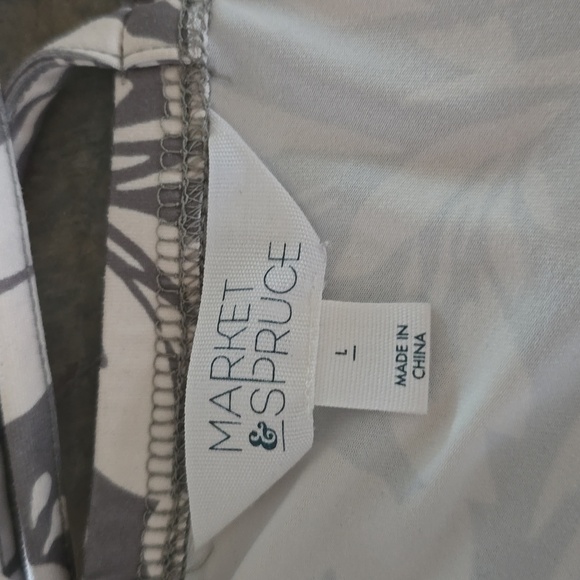 MARKET
& SPRUCE
L
MADE IN
CHINA